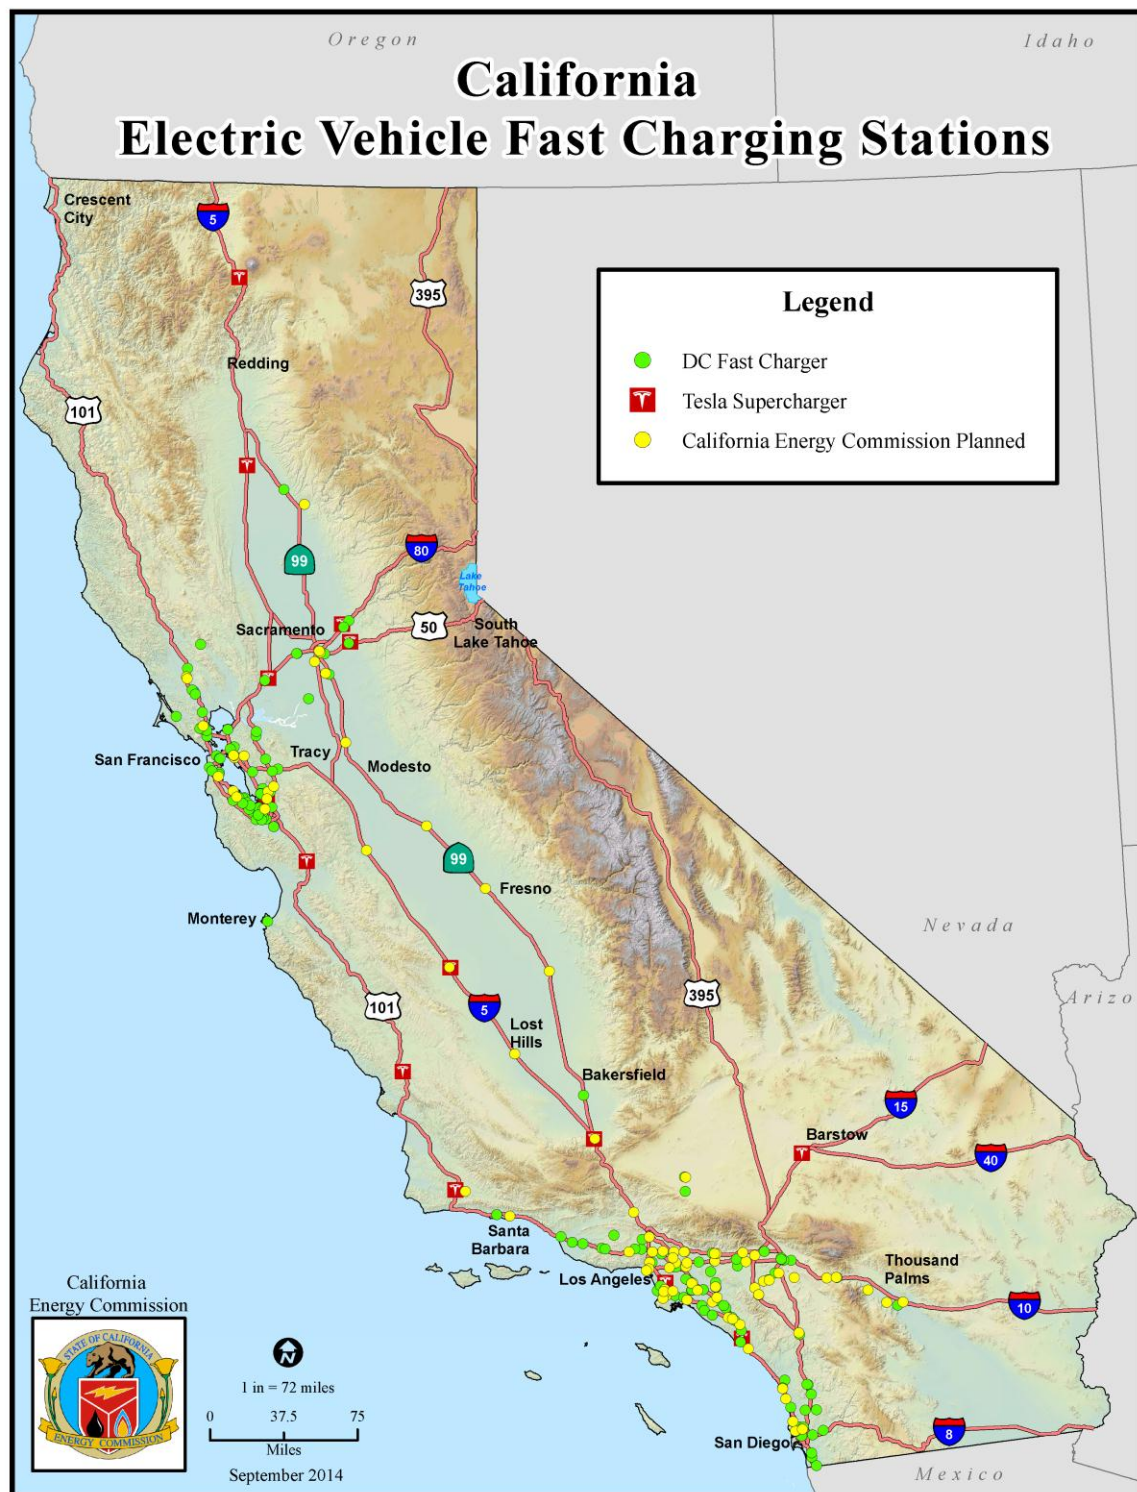 Oregon
Idaho
California
Electric Vehicle Fast Charging Stations
Crescent
City
5
395
Legend
DC Fast Charger
Tesla Supercharger
California Energy Commission Planned
Redding
101
99
80
Lake
Tahoe
Sacramento
50
South
Lake Tahoe
San Francisco
Tracy
Modesto
99
Fresno
Monterey
Nevada
Arizo
101
395
5
Lost
Hills
Bakersfield
15
Barstow
40
Santa
Barbara
Los Angeles
Thousand
Palms
10
San Diego
8
Mexico
California
Energy Commission
STATE OF CALIFORNIA
ENERGY COMMISSION
N
1 in = 72 miles
0 37.5 75
Miles
September 2014